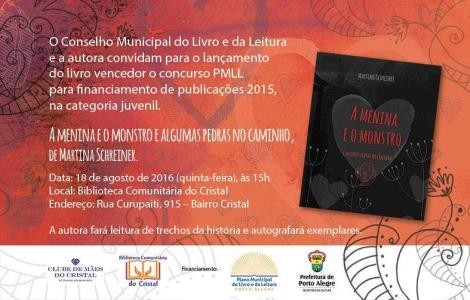 O Conselho Municipal do Livro e da Leitura
e a autora convidam para o lançamento
do livro vencedor o concurso PMLL
para financiamento de publicações 2015,
na categoria juvenil.
A MENINA E O MONSTRO E ALGUMAS PEDRAS NO CAMINHO,
DE MARTINA SCHREINER.
Data: 18 de agosto de 2016 (quinta-feira), às 15h
Local: Biblioteca Comunitária do Cristal
Endereço: Rua Curupaiti, 915 – Bairro Cristal
A autora fará leitura de trechos da história e autografará exemplares.
MARTINA SCHREINER
A MENINA
E O MONSTRO
E ALGUMAS PEDRAS NO CAMINHO
CLUBE DE MÃES
DO CRISTAL
Biblioteca Comunitária
do Cristal
Financiamento:
Plano Municipal
do Livro e da Leitura
PORTO ALEGRE
Prefeitura de
Porto Alegre
SECRETARIA DA CULTURA